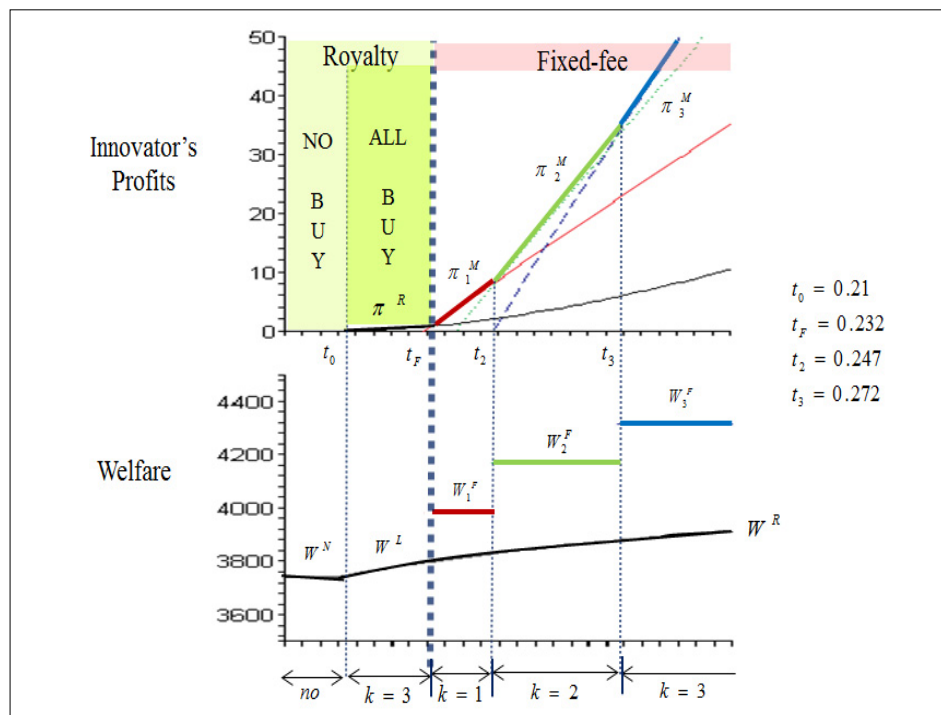 50
40
30
20
10
0
Innovator's
Profits
Royalty
Fixed-fee
NO
B
U
Y
ALL
B
U
Y
π R
π 1 M
π 2 M
π 3 M
t0
tF
t2
t3
t0 = 0.21
tF = 0.232
t2 = 0.247
t3 = 0.272
4400
4200
4000
3800
3600
Welfare
W N
W L
W1 F
W2 F
W3 F
W R
no
k = 3
k = 1
k = 2
k = 3